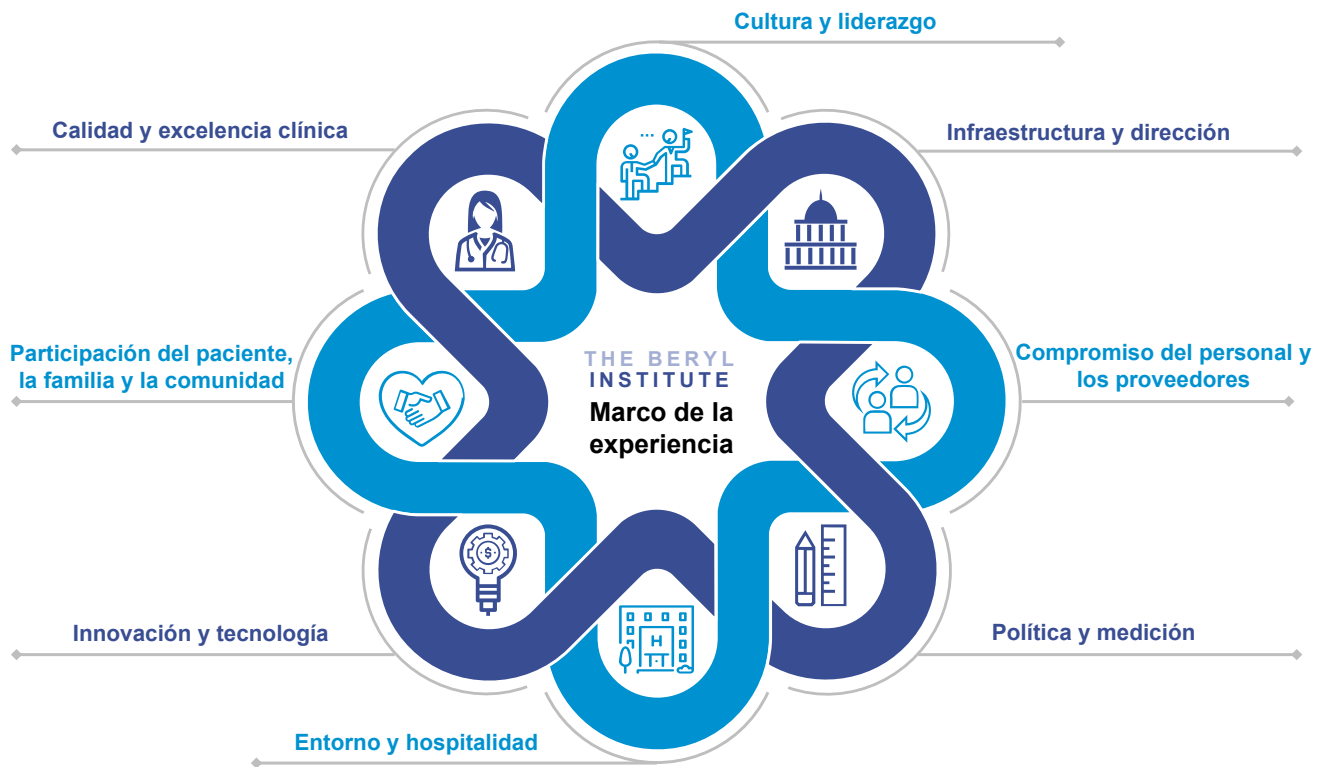 Cultura y liderazgo
Calidad y excelencia clínica
Infraestructura y dirección
Participación del paciente,
la familia y la comunidad
THE BERYL
INSTITUTE
Marco de la
experiencia
Compromiso del personal y
los proveedores
$
H
Innovación y tecnología
Política y medición
Entorno y hospitalidad